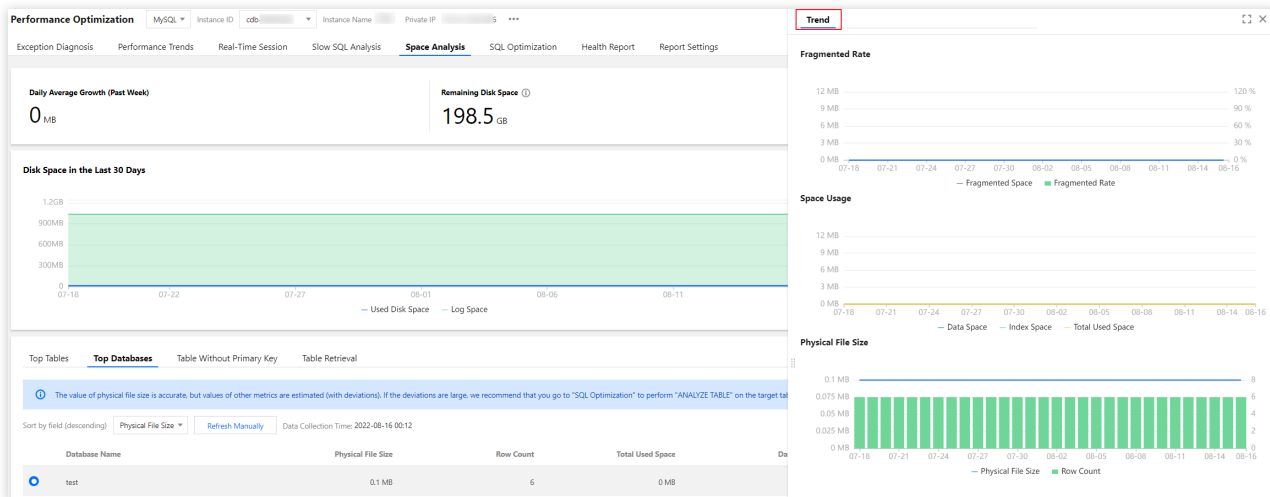 Performance Optimization MySQL Instance ID cdb- Instance Name Private IP 5 •••
Exception Diagnosis Performance Trends Real-Time Session Slow SQL Analysis Space Analysis SQL Optimization Health Report Report Settings
Daily Average Growth (Past Week)
0 MB
Remaining Disk Space
198.5 GB
Disk Space in the Last 30 Days
1.2GB
900MB
600MB
300MB
0
07-18 07-22 07-27 08-01 08-06 08-11
Used Disk Space Log Space
Top Tables Top Databases Table Without Primary Key Table Retrieval
The value of physical file size is accurate, but values of other metrics are estimated (with deviations). If the deviations are large, we recommend that you go to "SQL Optimization" to perform "ANALYZE TABLE" on the target tab
Sort by field (descending) Physical File Size Refresh Manually Data Collection Time: 2022-08-16 00:12
Database Name Physical File Size Row Count Total Used Space Da
test 0.1 MB 6 0 MB
Trend
Fragmented Rate
12 MB 120 %
9 MB 90 %
6 MB 60 %
3 MB 30 %
0 MB 0 %
07-18 07-21 07-24 07-27 07-30 08-02 08-05 08-08 08-11 08-14 08-16
Fragmented Space Fragmented Rate
Space Usage
12 MB
9 MB
6 MB
3 MB
0 MB
07-18 07-21 07-24 07-27 07-30 08-02 08-05 08-08 08-11 08-14 08-16
Data Space Index Space Total Used Space
Physical File Size
0.1 MB 8
0.075 MB 6
0.05 MB 4
0.025 MB 2
0 MB 0
07-18 07-21 07-24 07-27 07-30 08-02 08-05 08-08 08-11 08-14 08-16
Physical File Size Row Count